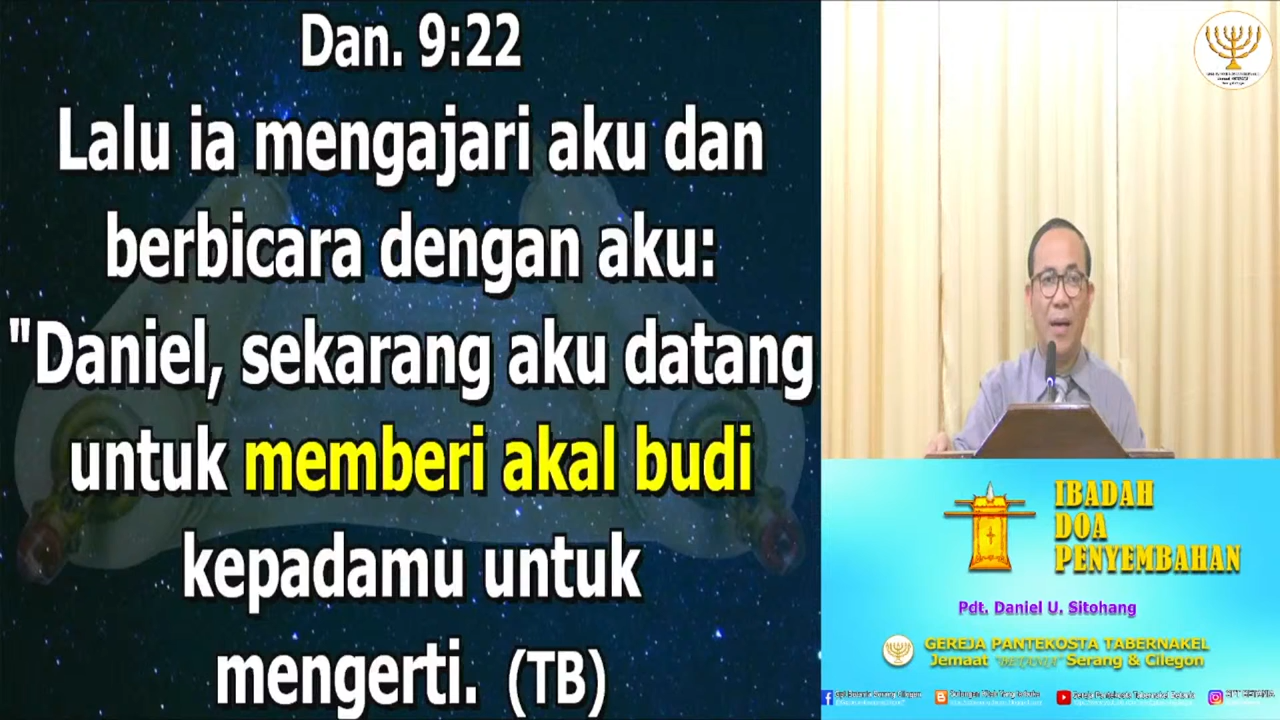 Dan. 9:22
Lalu ia mengajari aku dan
berbicara dengan aku:
"Daniel, sekarang aku datang
untuk memberi akal budi
kepadamu untuk
mengerti. (TB)
IBADAH
DOA
PENYEMBAHAN
Pdt. Daniel U. Sitohang
GEREJA PANTEKOSTA TABERNAKEL
Jemaat "BETANIA" Serang & Cilegon